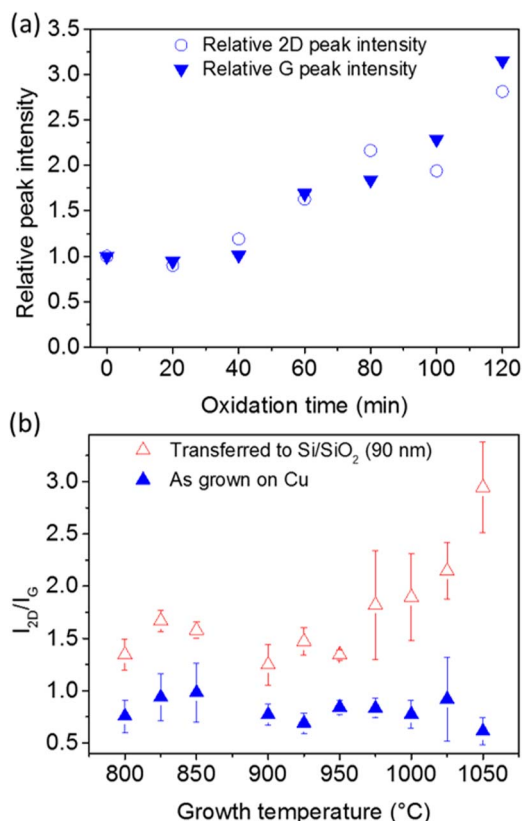 (a)
Relative 2D peak intensity
Relative G peak intensity
Relative peak intensity
3.5
3.0
2.5
2.0
1.5
1.0
0.5
0.0
0 20 40 60 80 100 120
Oxidation time (min)
(b)
Transferred to Si/SiO₂ (90 nm)
As grown on Cu
I₂D/IG
3.0
2.5
2.0
1.5
1.0
0.5
800 850 900 950 1000 1050
Growth temperature (°C)